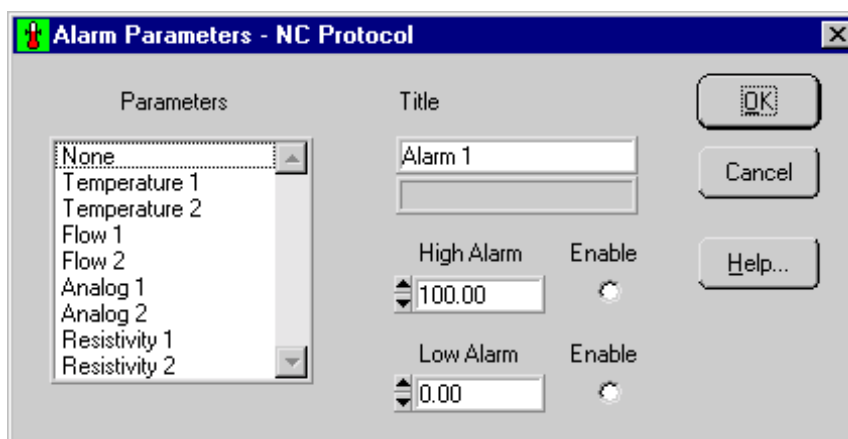 Alarm Parameters - NC Protocol
Parameters
None
Temperature 1
Temperature 2
Flow 1
Flow 2
Analog 1
Analog 2
Resistivity 1
Resistivity 2
Title
Alarm 1
High Alarm Enable
100.00
Low Alarm Enable
0.00
OK
Cancel
Help...